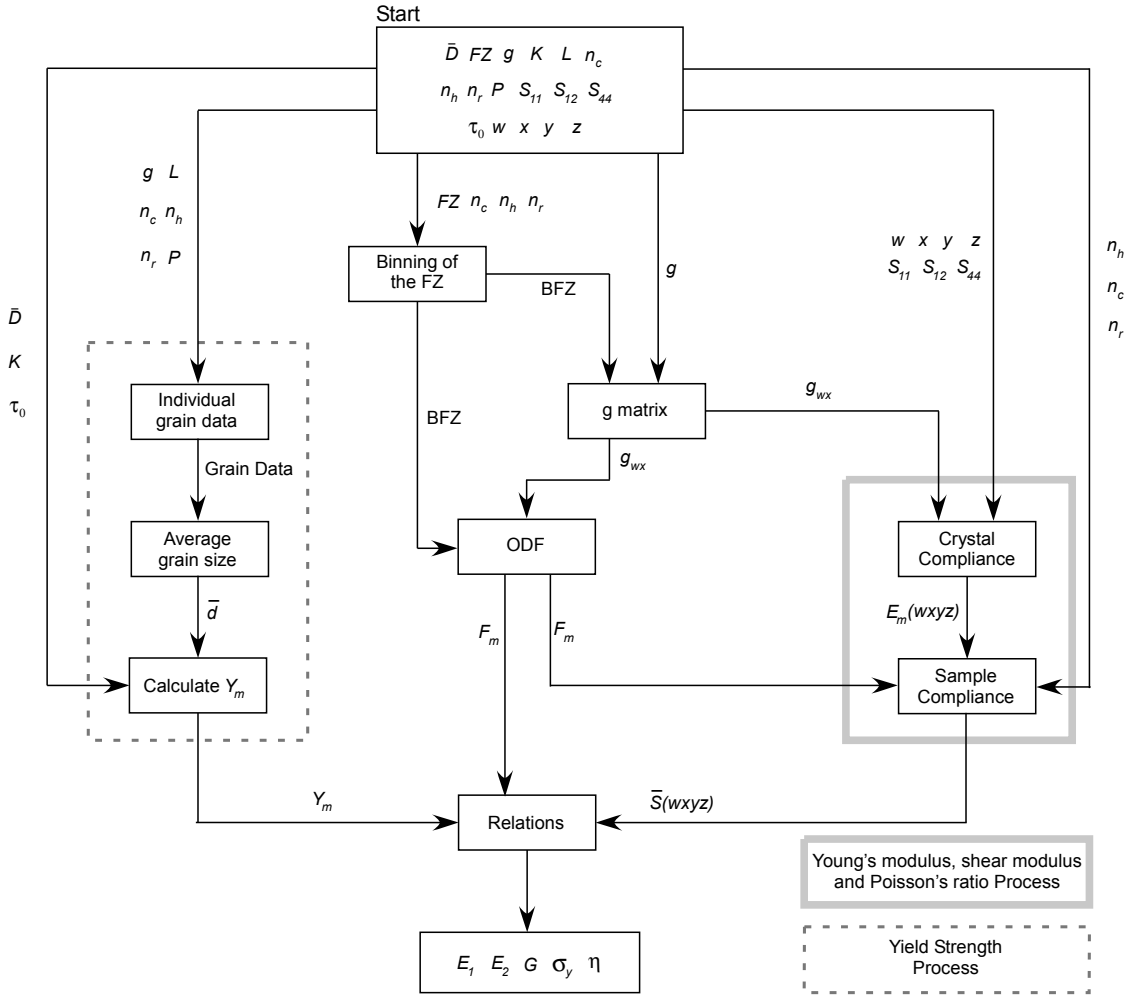 Start
D̄ FZ g K L n_c
n_h n_r P S_11 S_12 S_44
τ_0 w x y z
g L
n_c n_h
n_r P
FZ n_c n_h n_r
g
w x y z
S_11 S_12 S_44
n_h
n_c
n_r
D̄
K
τ_0
Binning of
the FZ
BFZ
BFZ
Individual
grain data
Grain Data
g matrix
g_wx
g_wx
Average
grain size
d̄
ODF
Crystal
Compliance
E_m(wxyz)
F_m
F_m
Calculate Y_m
Sample
Compliance
Y_m
Relations
S̄(wxyz)
Young's modulus, shear modulus
and Poisson's ratio Process
E_1 E_2 G σ_y η
Yield Strength
Process